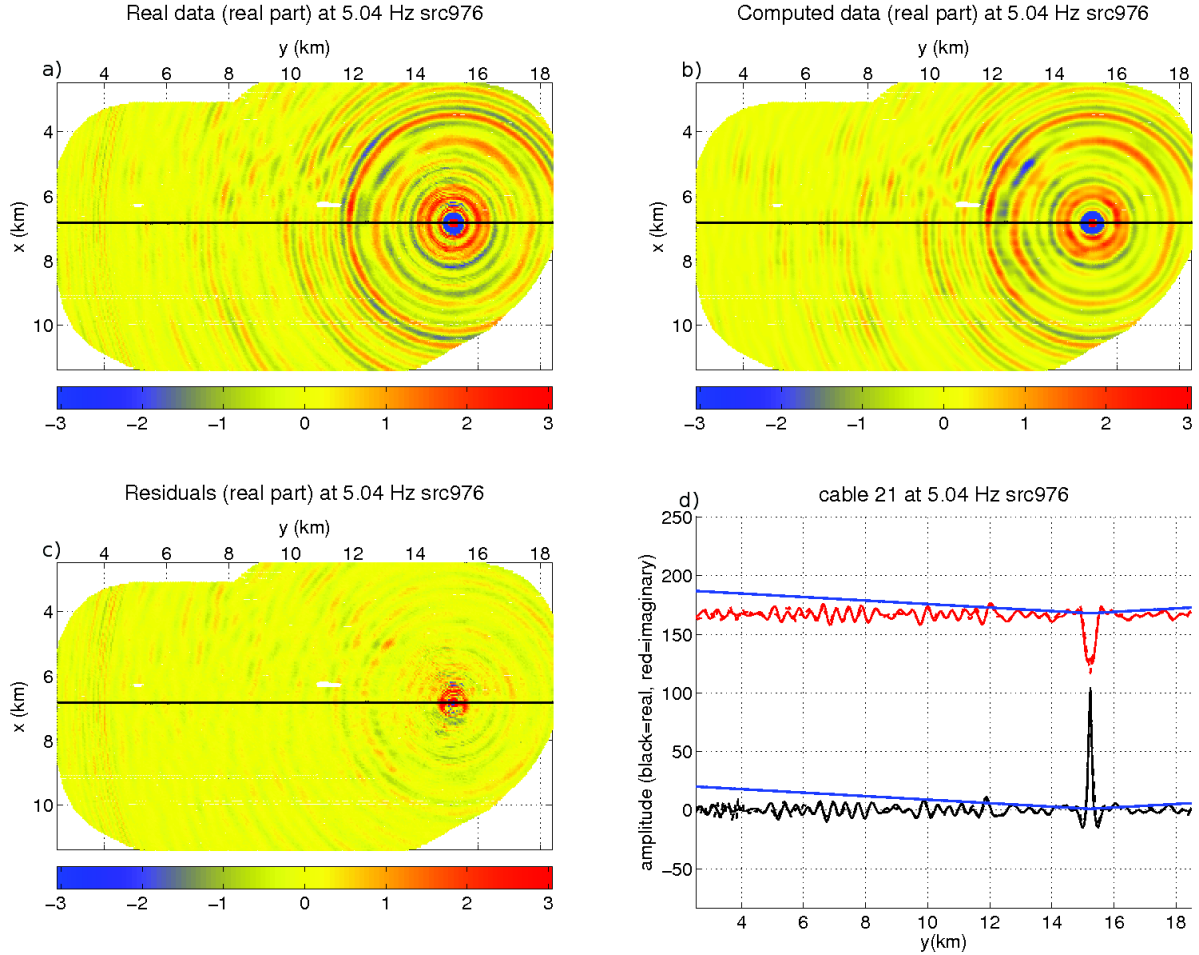 Real data (real part) at 5.04 Hz src976
y (km)
a)
4 6 8 10 12 14 16 18
x (km)
4
6
8
10
−3 −2 −1 0 1 2 3
Computed data (real part) at 5.04 Hz src976
y (km)
b)
4 6 8 10 12 14 16 18
x (km)
4
6
8
10
−3 −2 −1 0 1 2 3
Residuals (real part) at 5.04 Hz src976
y (km)
c)
4 6 8 10 12 14 16 18
x (km)
4
6
8
10
−3 −2 −1 0 1 2 3
d)
cable 21 at 5.04 Hz src976
amplitude (black=real, red=imaginary)
250
200
150
100
50
0
−50
4 6 8 10 12 14 16 18
y(km)